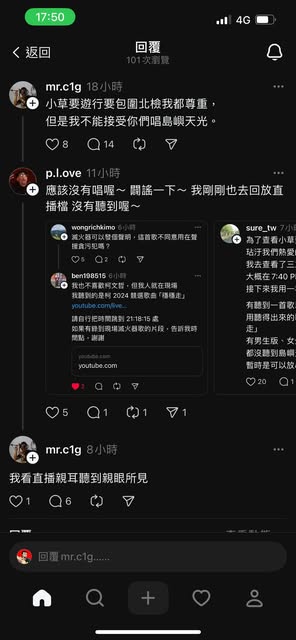 17:50
4G
返回
回覆
101 次瀏覽
mr.c1g 18小時
小草要遊行要包圍北檢我都尊重，
但是我不能接受你們唱島嶼天光。
8 14
p.l.ove 11小時
應該沒有唱喔～ 闢謠一下～ 我剛剛也去回放直
播檔 沒有聽到喔～
wongrichkimo 6小時
滅火器可以發個聲明，這首歌不同意用在聲
援貪污犯嗎？
5 2
ben198515 6小時
我也不喜歡柯文哲，但我人就在現場
我聽到的是柯 2024 競選歌曲「穩穩走」
youtube.com/live...
請自行把時間跳到 21:18:15 處
如果有錄到現場滅火器歌的片段，告訴我時
間點，謝謝
youtube.com
youtube.com
2
sure_tw 7小時
為了查看小草
玷汙我們熱愛
我去查看了三
大概在 7:40 P
接下來我用一
有聽到一首歌
用聽得出來的
走」
有男生版、女
都沒聽到島嶼
暫時是可以放
20 1
5 1 1 1
mr.c1g 8小時
我看直播親耳聽到親眼所見
1 6
回覆
回覆 mr.c1g......